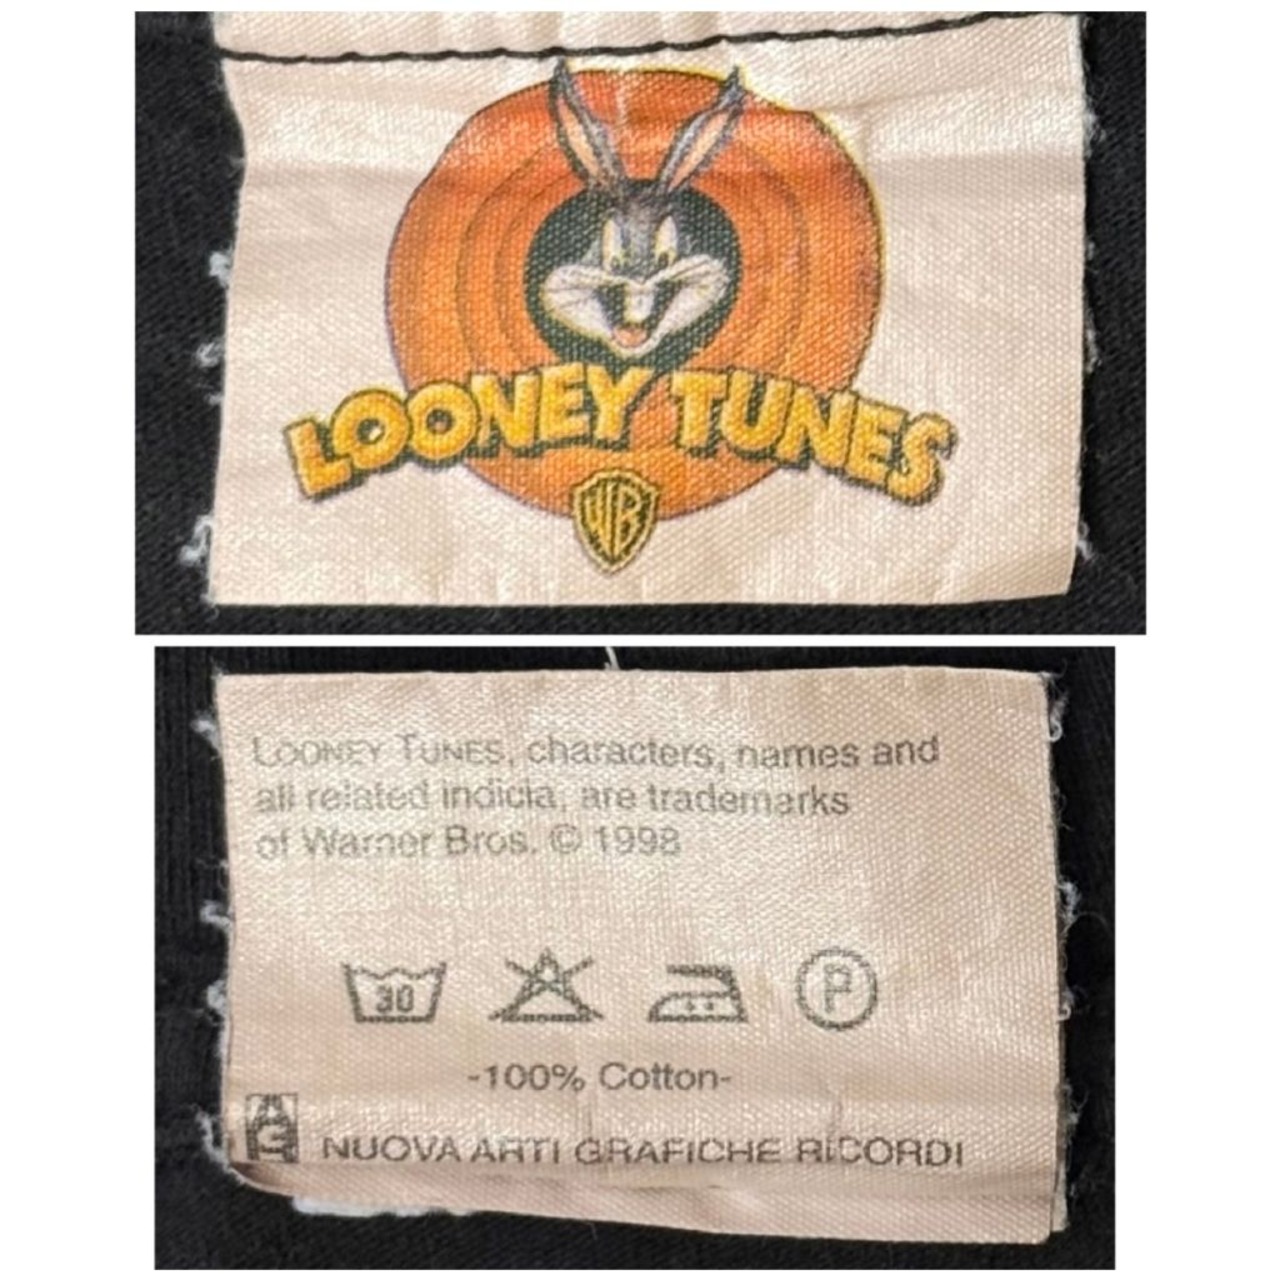 LOONEY TUNES
WB
LOONEY TUNES, characters, names and
all related indicia, are trademarks
of Warner Bros. © 1998
30
P
-100% Cotton-
NUOVA ARTI GRAFICHE RICORDI